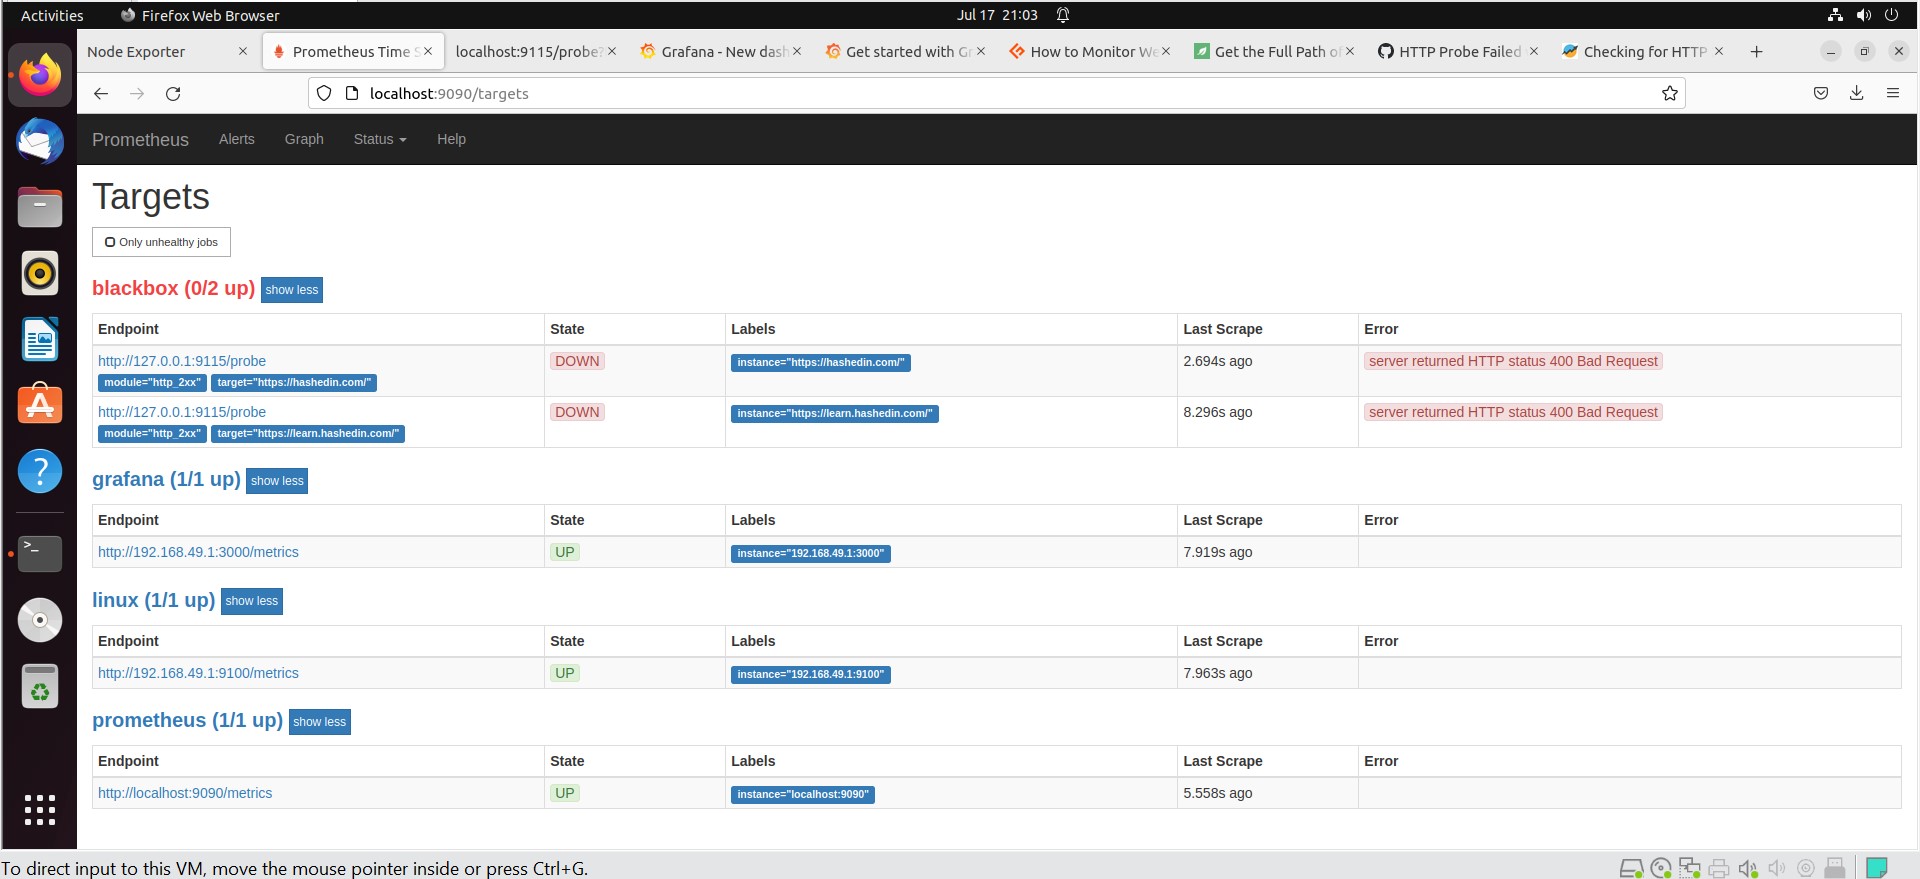 Activities Firefox Web Browser Jul 17 21:03
Node Exporter Prometheus Time S localhost:9115/probe? Grafana - New dash Get started with Gr How to Monitor We Get the Full Path of HTTP Probe Failed Checking for HTTP
localhost:9090/targets
Prometheus Alerts Graph Status Help
Targets
Only unhealthy jobs
blackbox (0/2 up) show less
Endpoint State Labels Last Scrape Error
http://127.0.0.1:9115/probe DOWN instance="https://hashedin.com/" 2.694s ago server returned HTTP status 400 Bad Request
module="http_2xx" target="https://hashedin.com/"
http://127.0.0.1:9115/probe DOWN instance="https://learn.hashedin.com/" 8.296s ago server returned HTTP status 400 Bad Request
module="http_2xx" target="https://learn.hashedin.com/"
grafana (1/1 up) show less
Endpoint State Labels Last Scrape Error
http://192.168.49.1:3000/metrics UP instance="192.168.49.1:3000" 7.919s ago
linux (1/1 up) show less
Endpoint State Labels Last Scrape Error
http://192.168.49.1:9100/metrics UP instance="192.168.49.1:9100" 7.963s ago
prometheus (1/1 up) show less
Endpoint State Labels Last Scrape Error
http://localhost:9090/metrics UP instance="localhost:9090" 5.558s ago
To direct input to this VM, move the mouse pointer inside or press Ctrl+G.